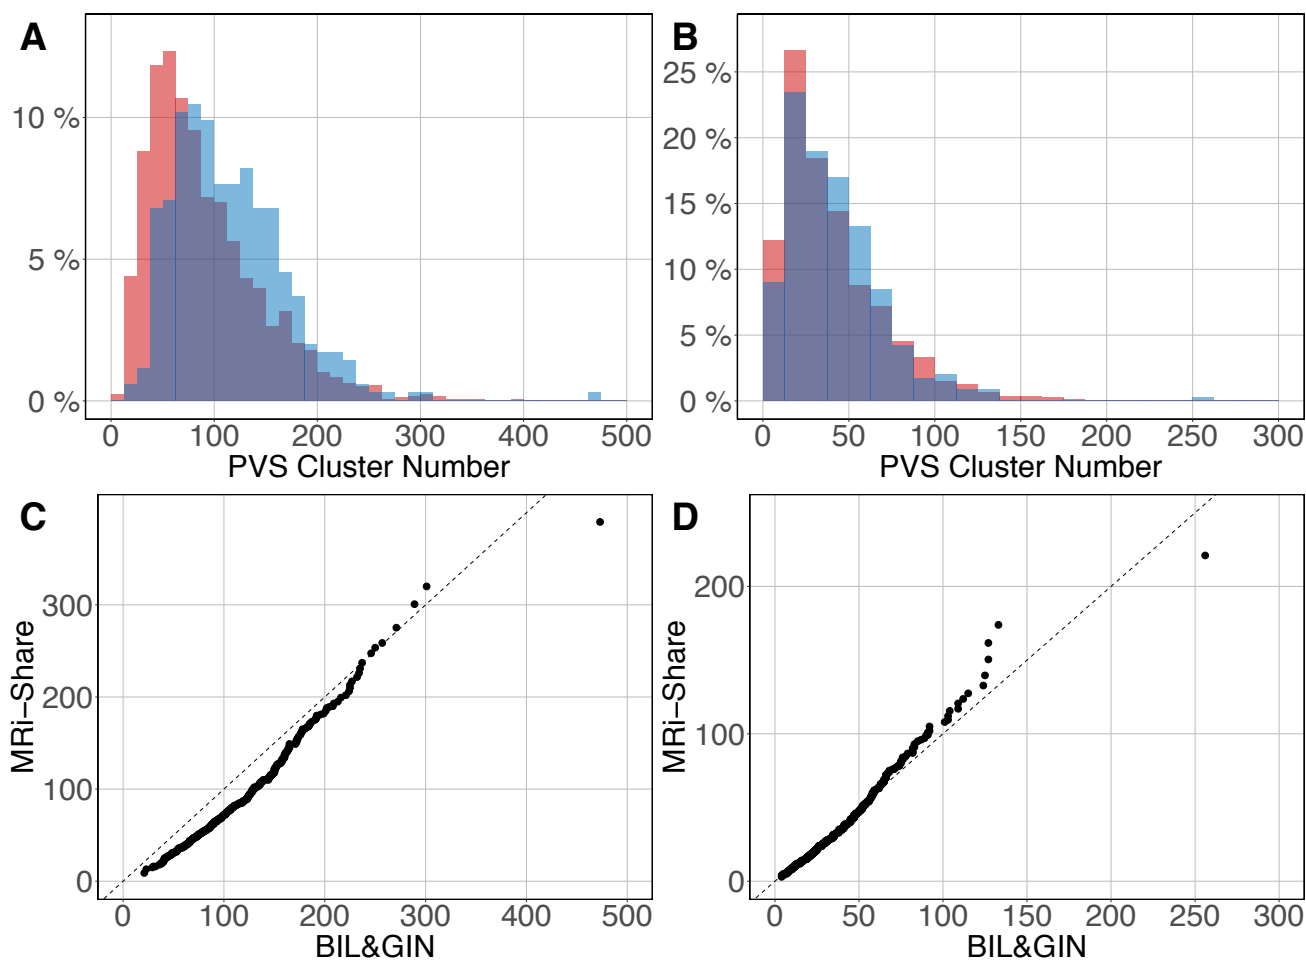 A
10 %
5 %
0 %
0 100 200 300 400 500
PVS Cluster Number
B
25 %
20 %
15 %
10 %
5 %
0 %
0 50 100 150 200 250 300
PVS Cluster Number
C
MRi−Share
300
200
100
0
0 100 200 300 400 500
BIL&GIN
D
MRi−Share
200
100
0
0 50 100 150 200 250 300
BIL&GIN